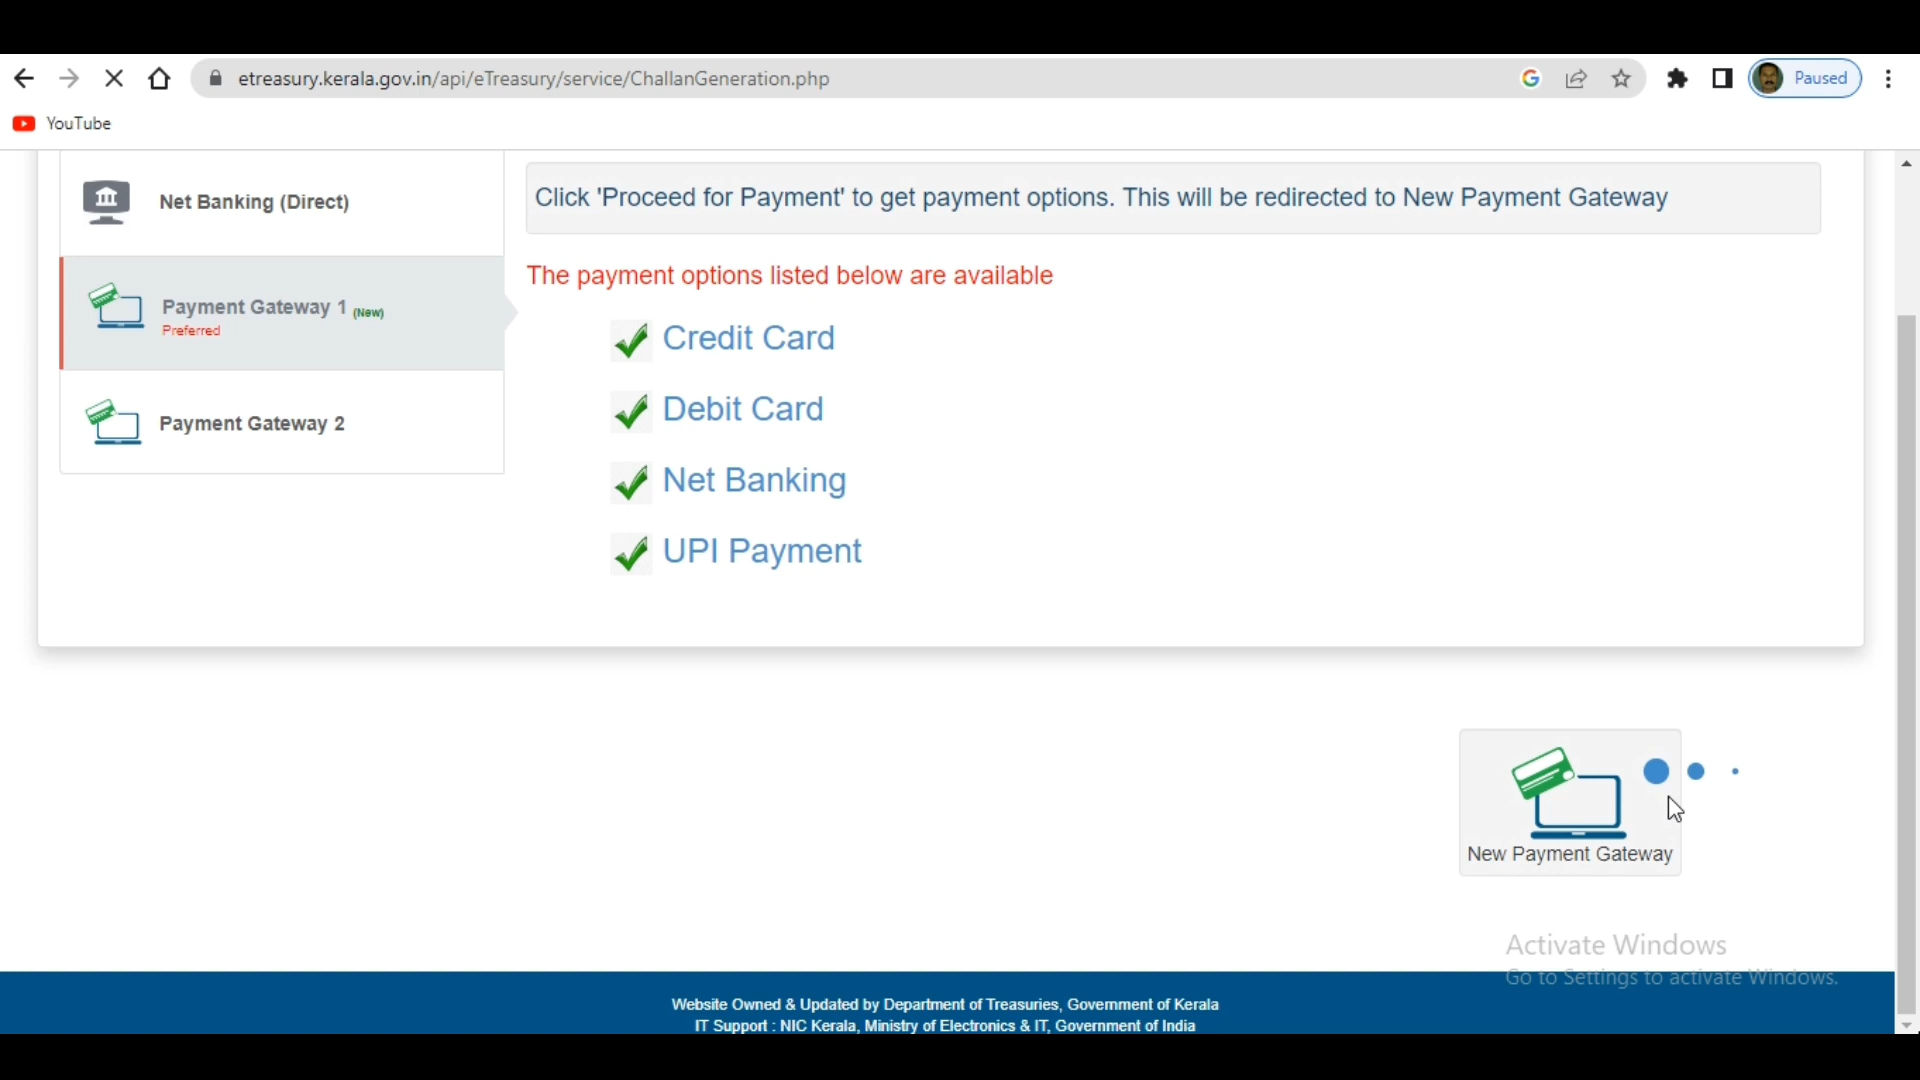 etreasury.kerala.gov.in/api/eTreasury/service/ChallanGeneration.php
Paused
YouTube
Net Banking (Direct)
Payment Gateway 1 (New)
Preferred
Payment Gateway 2
Click 'Proceed for Payment' to get payment options. This will be redirected to New Payment Gateway
The payment options listed below are available
Credit Card
Debit Card
Net Banking
UPI Payment
New Payment Gateway
Activate Windows
Go to Settings to activate Windows.
Website Owned & Updated by Department of Treasuries, Government of Kerala
IT Support : NIC Kerala, Ministry of Electronics & IT, Government of India